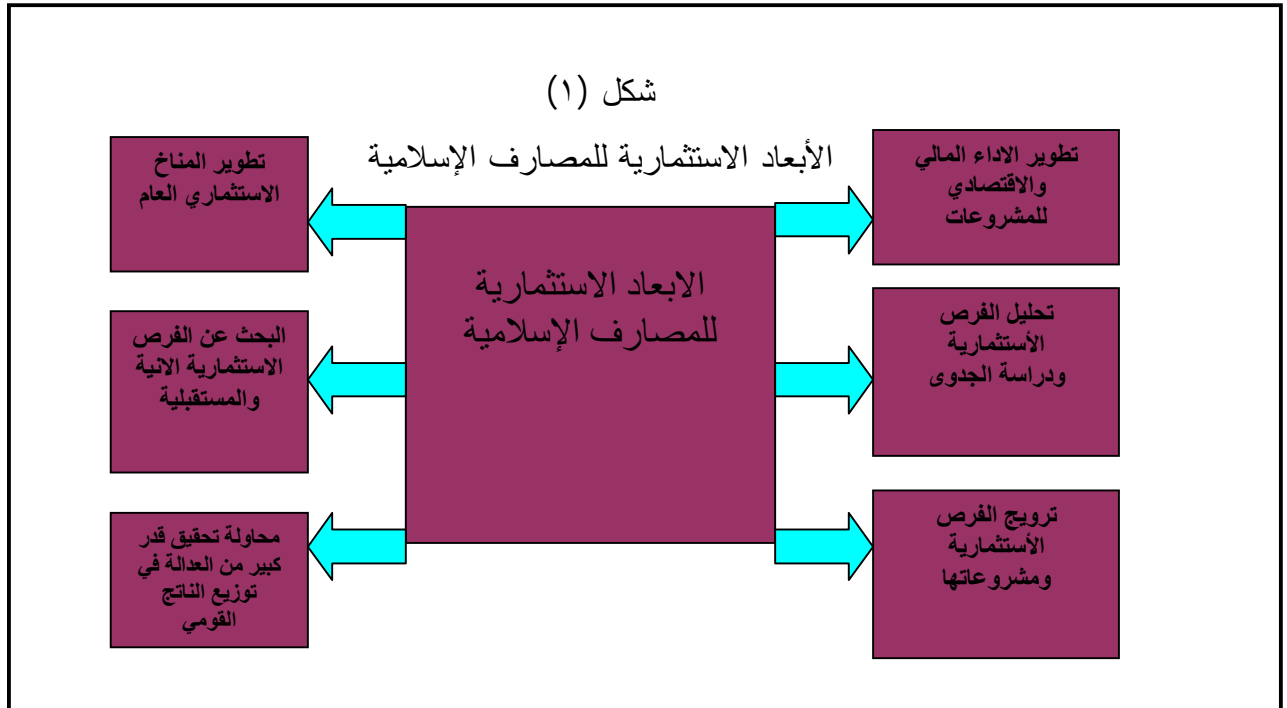 شكل (١)
الأبعاد الاستثمارية للمصارف الإسلامية
تطوير الاداء المالي
والاقتصادي
للمشروعات
تحليل الفرص
الأستثمارية
ودراسة الجدوى
ترويج الفرص
الأستثمارية
ومشروعاتها
الابعاد الاستثمارية
للمصارف الإسلامية
تطوير المناخ
الاستثماري العام
البحث عن الفرص
الاستثمارية الانية
والمستقبلية
محاولة تحقيق قدر
كبير من العدالة في
توزيع الناتج
القومي